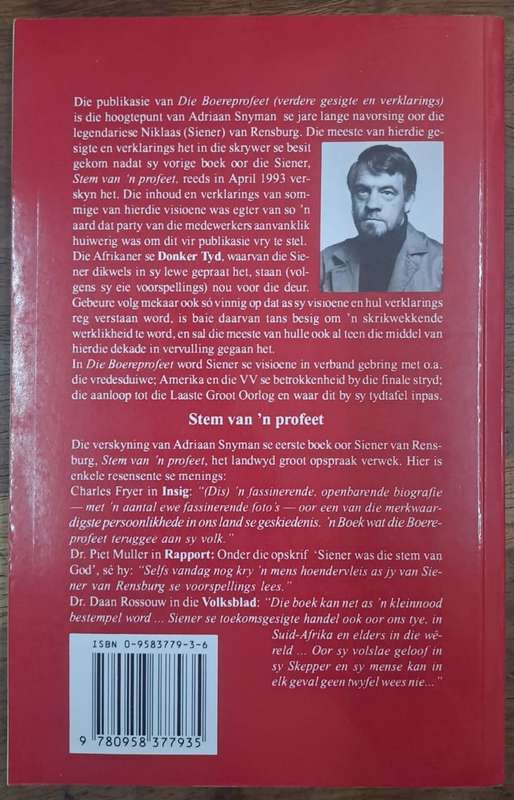 Die publikasie van Die Boereprofeet (verdere gesigte en verklarings)
is die hoogtepunt van Adriaan Snyman se jare lange navorsing oor die
legendariese Niklaas (Siener) van Rensburg. Die meeste van hierdie ge-
sigte en verklarings het in die skrywer se besit
gekom nadat sy vorige boek oor die Siener,
Stem van 'n profeet, reeds in April 1993 ver-
skyn het. Die inhoud en verklarings van som-
mige van hierdie visioene was egter van so 'n
aard dat party van die medewerkers aanvanklik
huiwerig was om dit vir publikasie vry te stel.
Die Afrikaner se Donker Tyd, waarvan die Sie-
ner dikwels in sy lewe gepraat het, staan (vol-
gens sy eie voorspellings) nou voor die deur.
Gebeure volg mekaar ook só vinnig op dat as sy visioene en hul verklarings
reg verstaan word, is baie daarvan tans besig om 'n skrikwekkende
werklikheid te word, en sal die meeste van hulle ook al teen die middel van
hierdie dekade in vervulling gegaan het.
In Die Boereprofeet word Siener se visioene in verband gebring met o.a.
die vredesduiwe; Amerika en die VV se betrokkenheid by die finale stryd;
die aanloop tot die Laaste Groot Oorlog en waar dit by sy tydtafel inpas.
Stem van 'n profeet
Die verskyning van Adriaan Snyman se eerste boek oor Siener van Rens-
burg, Stem van 'n profeet, het landwyd groot opspraak verwek. Hier is
enkele resensente se menings:
Charles Fryer in Insig: "(Dis) 'n fassinerende, openbarende biografie
— met 'n aantal ewe fassinerende foto's — oor een van die merkwaar-
digste persoonlikhede in ons land se geskiedenis. 'n Boek wat die Boere-
profeet teruggee aan sy volk."
Dr. Piet Muller in Rapport: Onder die opskrif 'Siener was die stem van
God', sê hy: "Selfs vandag nog kry 'n mens hoendervleis as jy van Sie-
ner van Rensburg se voorspellings lees."
Dr. Daan Rossouw in die Volksblad: "Die boek kan net as 'n kleinnood
bestempel word ... Siener se toekomsgesigte handel ook oor ons tye, in
Suid-Afrika en elders in die wê-
reld ... Oor sy volslae geloof in
sy Skepper en sy mense kan in
elk geval geen twyfel wees nie..."
ISBN 0-9583779-3-6
9 780958 377935